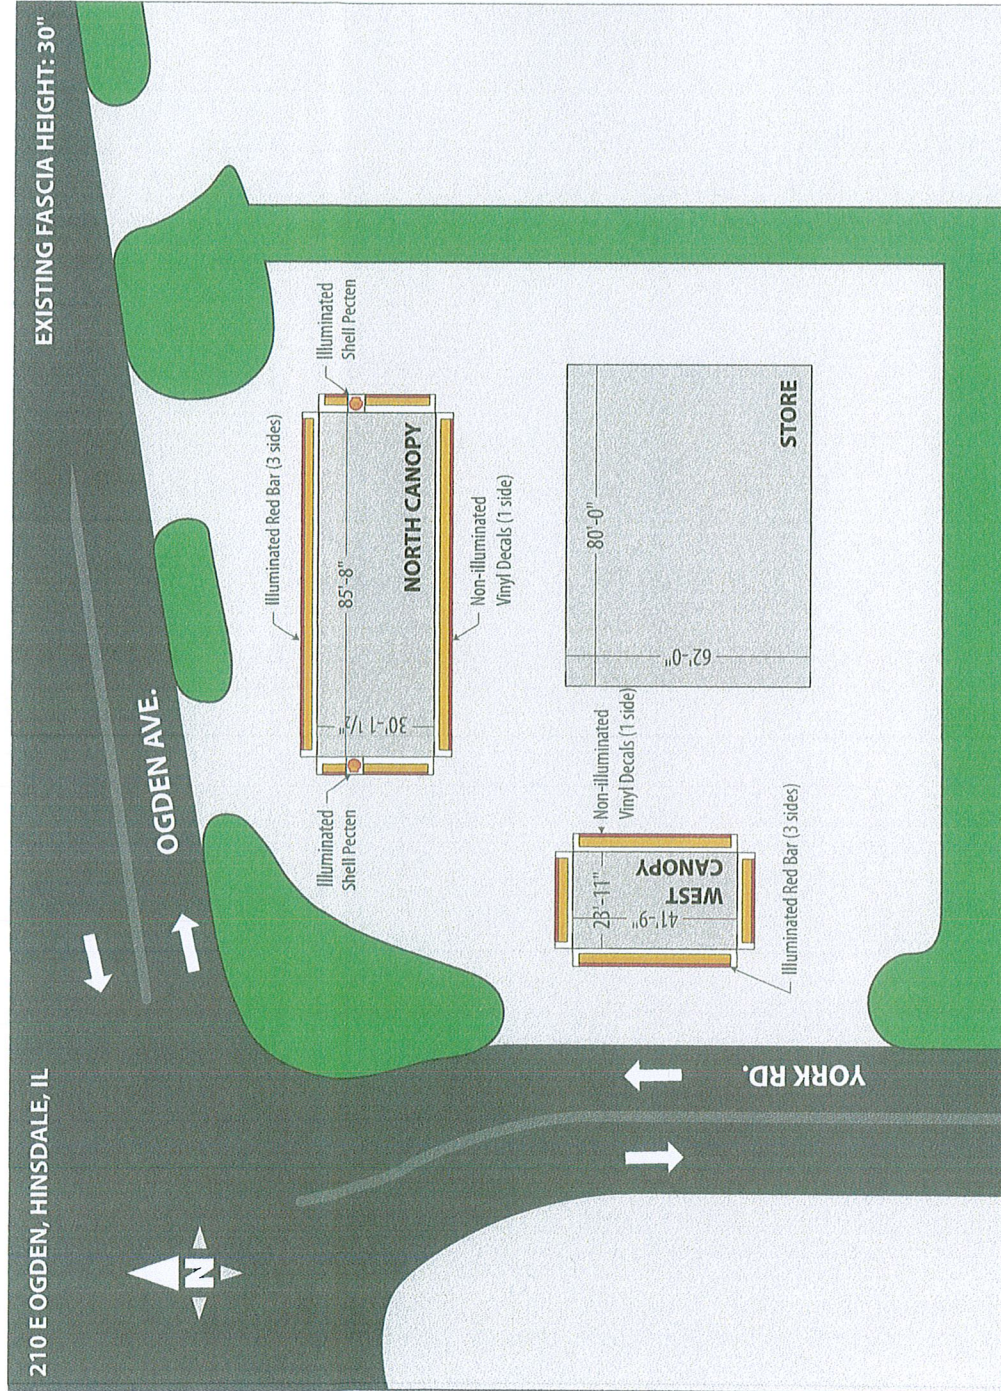 210 E OGDEN, HINSDALE, IL
EXISTING FASCIA HEIGHT: 30"
OGDEN AVE.
N
Illuminated Red Bar (3 sides)
Illuminated
Shell Pecten
Illuminated
Shell Pecten
85'-8"
30'-1 1/2"
NORTH CANOPY
Non-illuminated
Vinyl Decals (1 side)
80'-0"
62'-0"
STORE
Non-illuminated
Vinyl Decals (1 side)
23'-11"
41'-9"
WEST
CANOPY
Illuminated Red Bar (3 sides)
YORK RD.